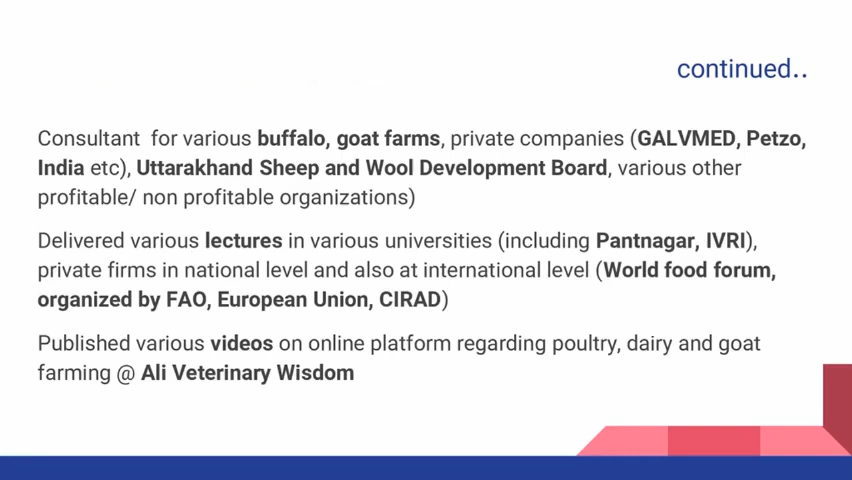 continued..
Consultant for various buffalo, goat farms, private companies (GALVMED, Petzo,
India etc), Uttarakhand Sheep and Wool Development Board, various other
profitable/ non profitable organizations)
Delivered various lectures in various universities (including Pantnagar, IVRI),
private firms in national level and also at international level (World food forum,
organized by FAO, European Union, CIRAD)
Published various videos on online platform regarding poultry, dairy and goat
farming @ Ali Veterinary Wisdom